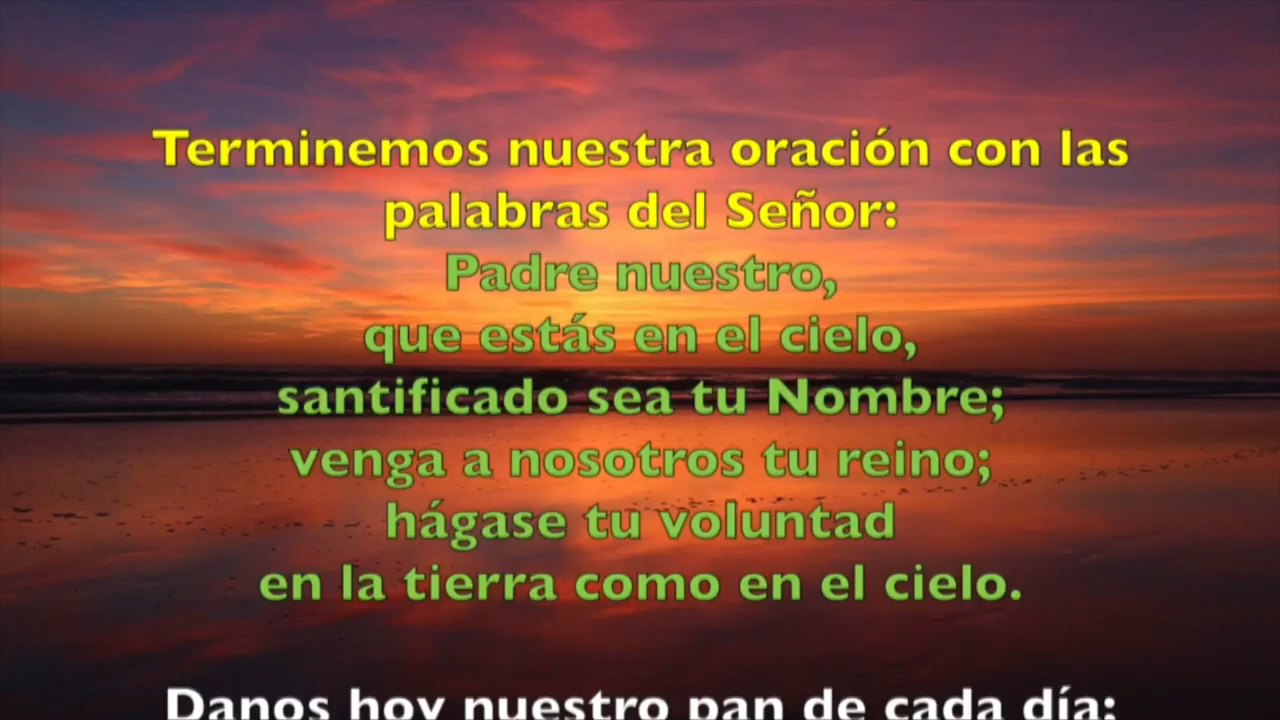 Terminemos nuestra oración con las
palabras del Señor:
Padre nuestro,
que estás en el cielo,
santificado sea tu Nombre;
venga a nosotros tu reino;
hágase tu voluntad
en la tierra como en el cielo.
Danos hoy nuestro pan de cada día;